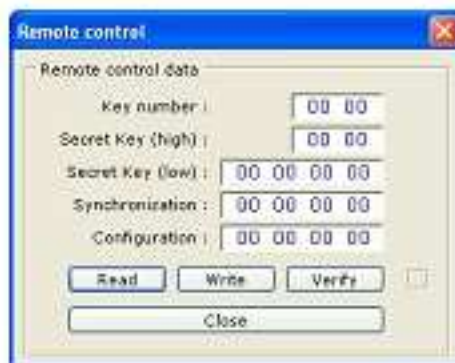 Remote control
Remote control data
Key number : 00 00
Secret Key (high) : 00 00
Secret Key (low) : 00 00 00 00
Synchronization : 00 00 00 00
Configuration : 00 00 00 00
Read Write Verify
Close